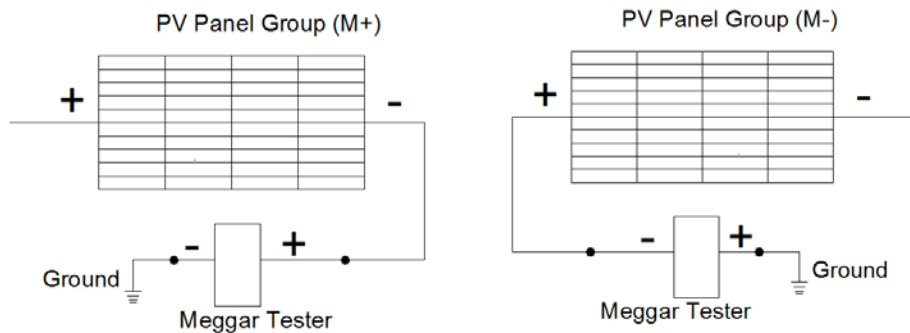 PV Panel Group (M+)
+ -
- +
Ground
Meggar Tester
PV Panel Group (M-)
+ -
- +
Ground
Meggar Tester